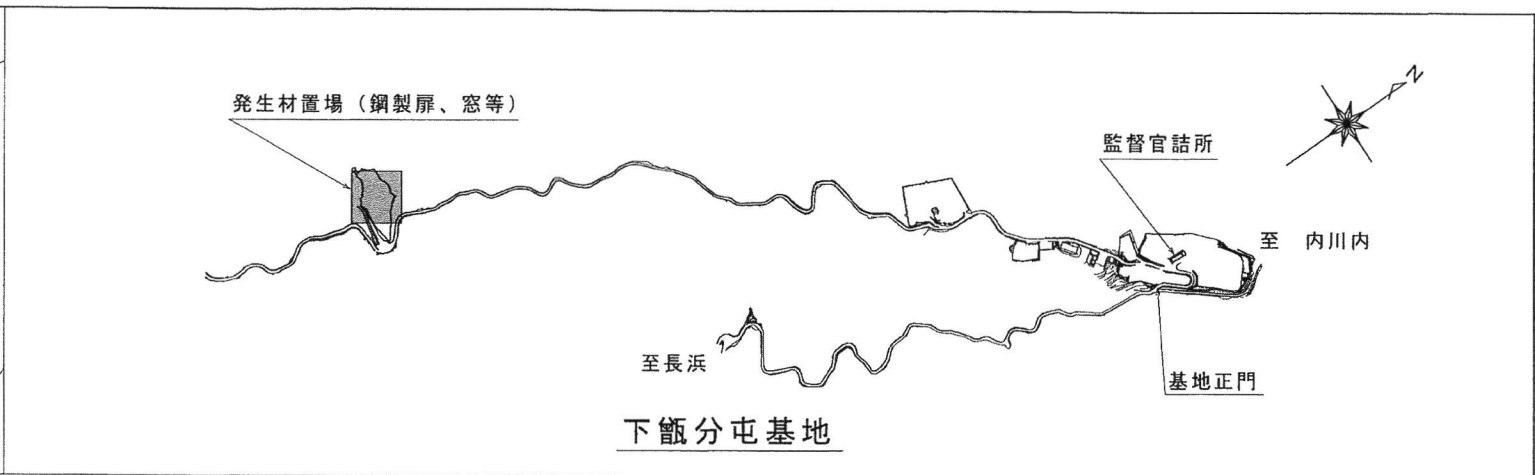 N
発生材置場（鋼製扉、窓等）
監督官詰所
至　内川内
至長浜
基地正門
下甑分屯基地